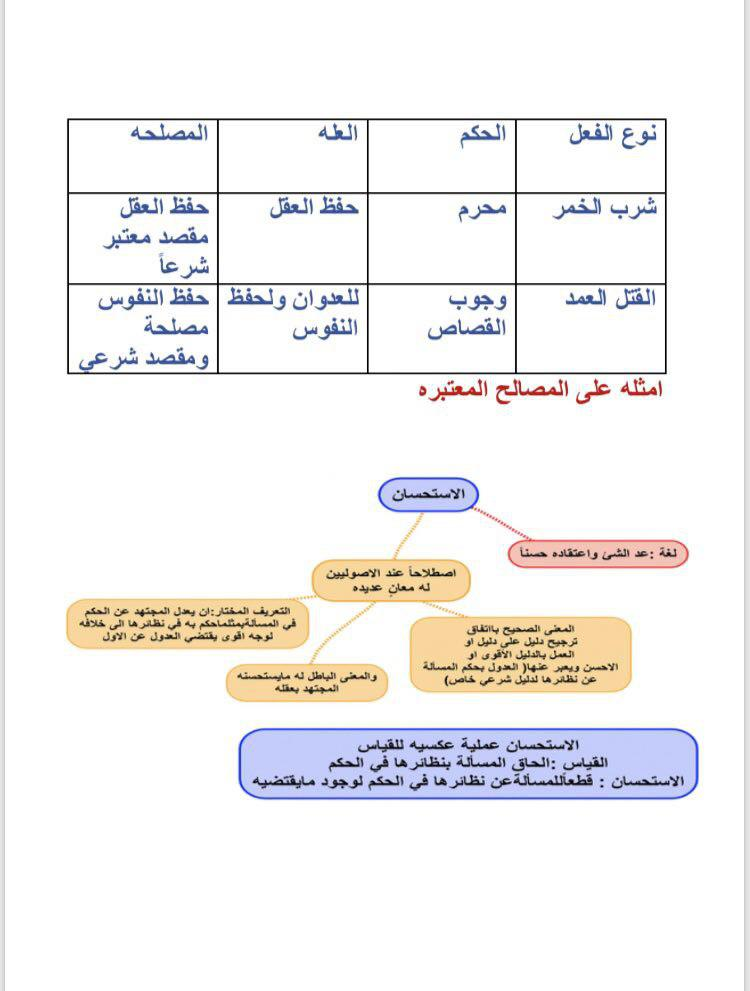 نوع الفعل الحكم العله المصلحه
شرب الخمر محرم حفظ العقل حفظ العقل
مقصد معتبر
شرعاً
القتل العمد وجوب للعدوان ولحفظ حفظ النفوس
القصاص النفوس مصلحة
ومقصد شرعي
امثله على المصالح المعتبره
الاستحسان
لغة :عد الشئ واعتقاده حسناً
اصطلاحاً عند الاصوليين
له معانٍ عديده
التعريف المختار:ان يعدل المجتهد عن الحكم
في المسألةبمثلماحكم به في نظائرها الى خلافه
لوجه اقوى يقتضي العدول عن الاول
المعنى الصحيح بااتفاق
ترجيح دليل على دليل او
العمل بالدليل الأقوى او
الاحسن ويعبر عنها( العدول بحكم المسألة
عن نظائرها لدليل شرعي خاص)
والمعنى الباطل له مايستحسنه
المجتهد بعقله
الاستحسان عملية عكسيه للقياس
القياس :الحاق المسألة بنظائرها في الحكم
الاستحسان : قطعاًللمسألةعن نظائرها في الحكم لوجود مايقتضيه